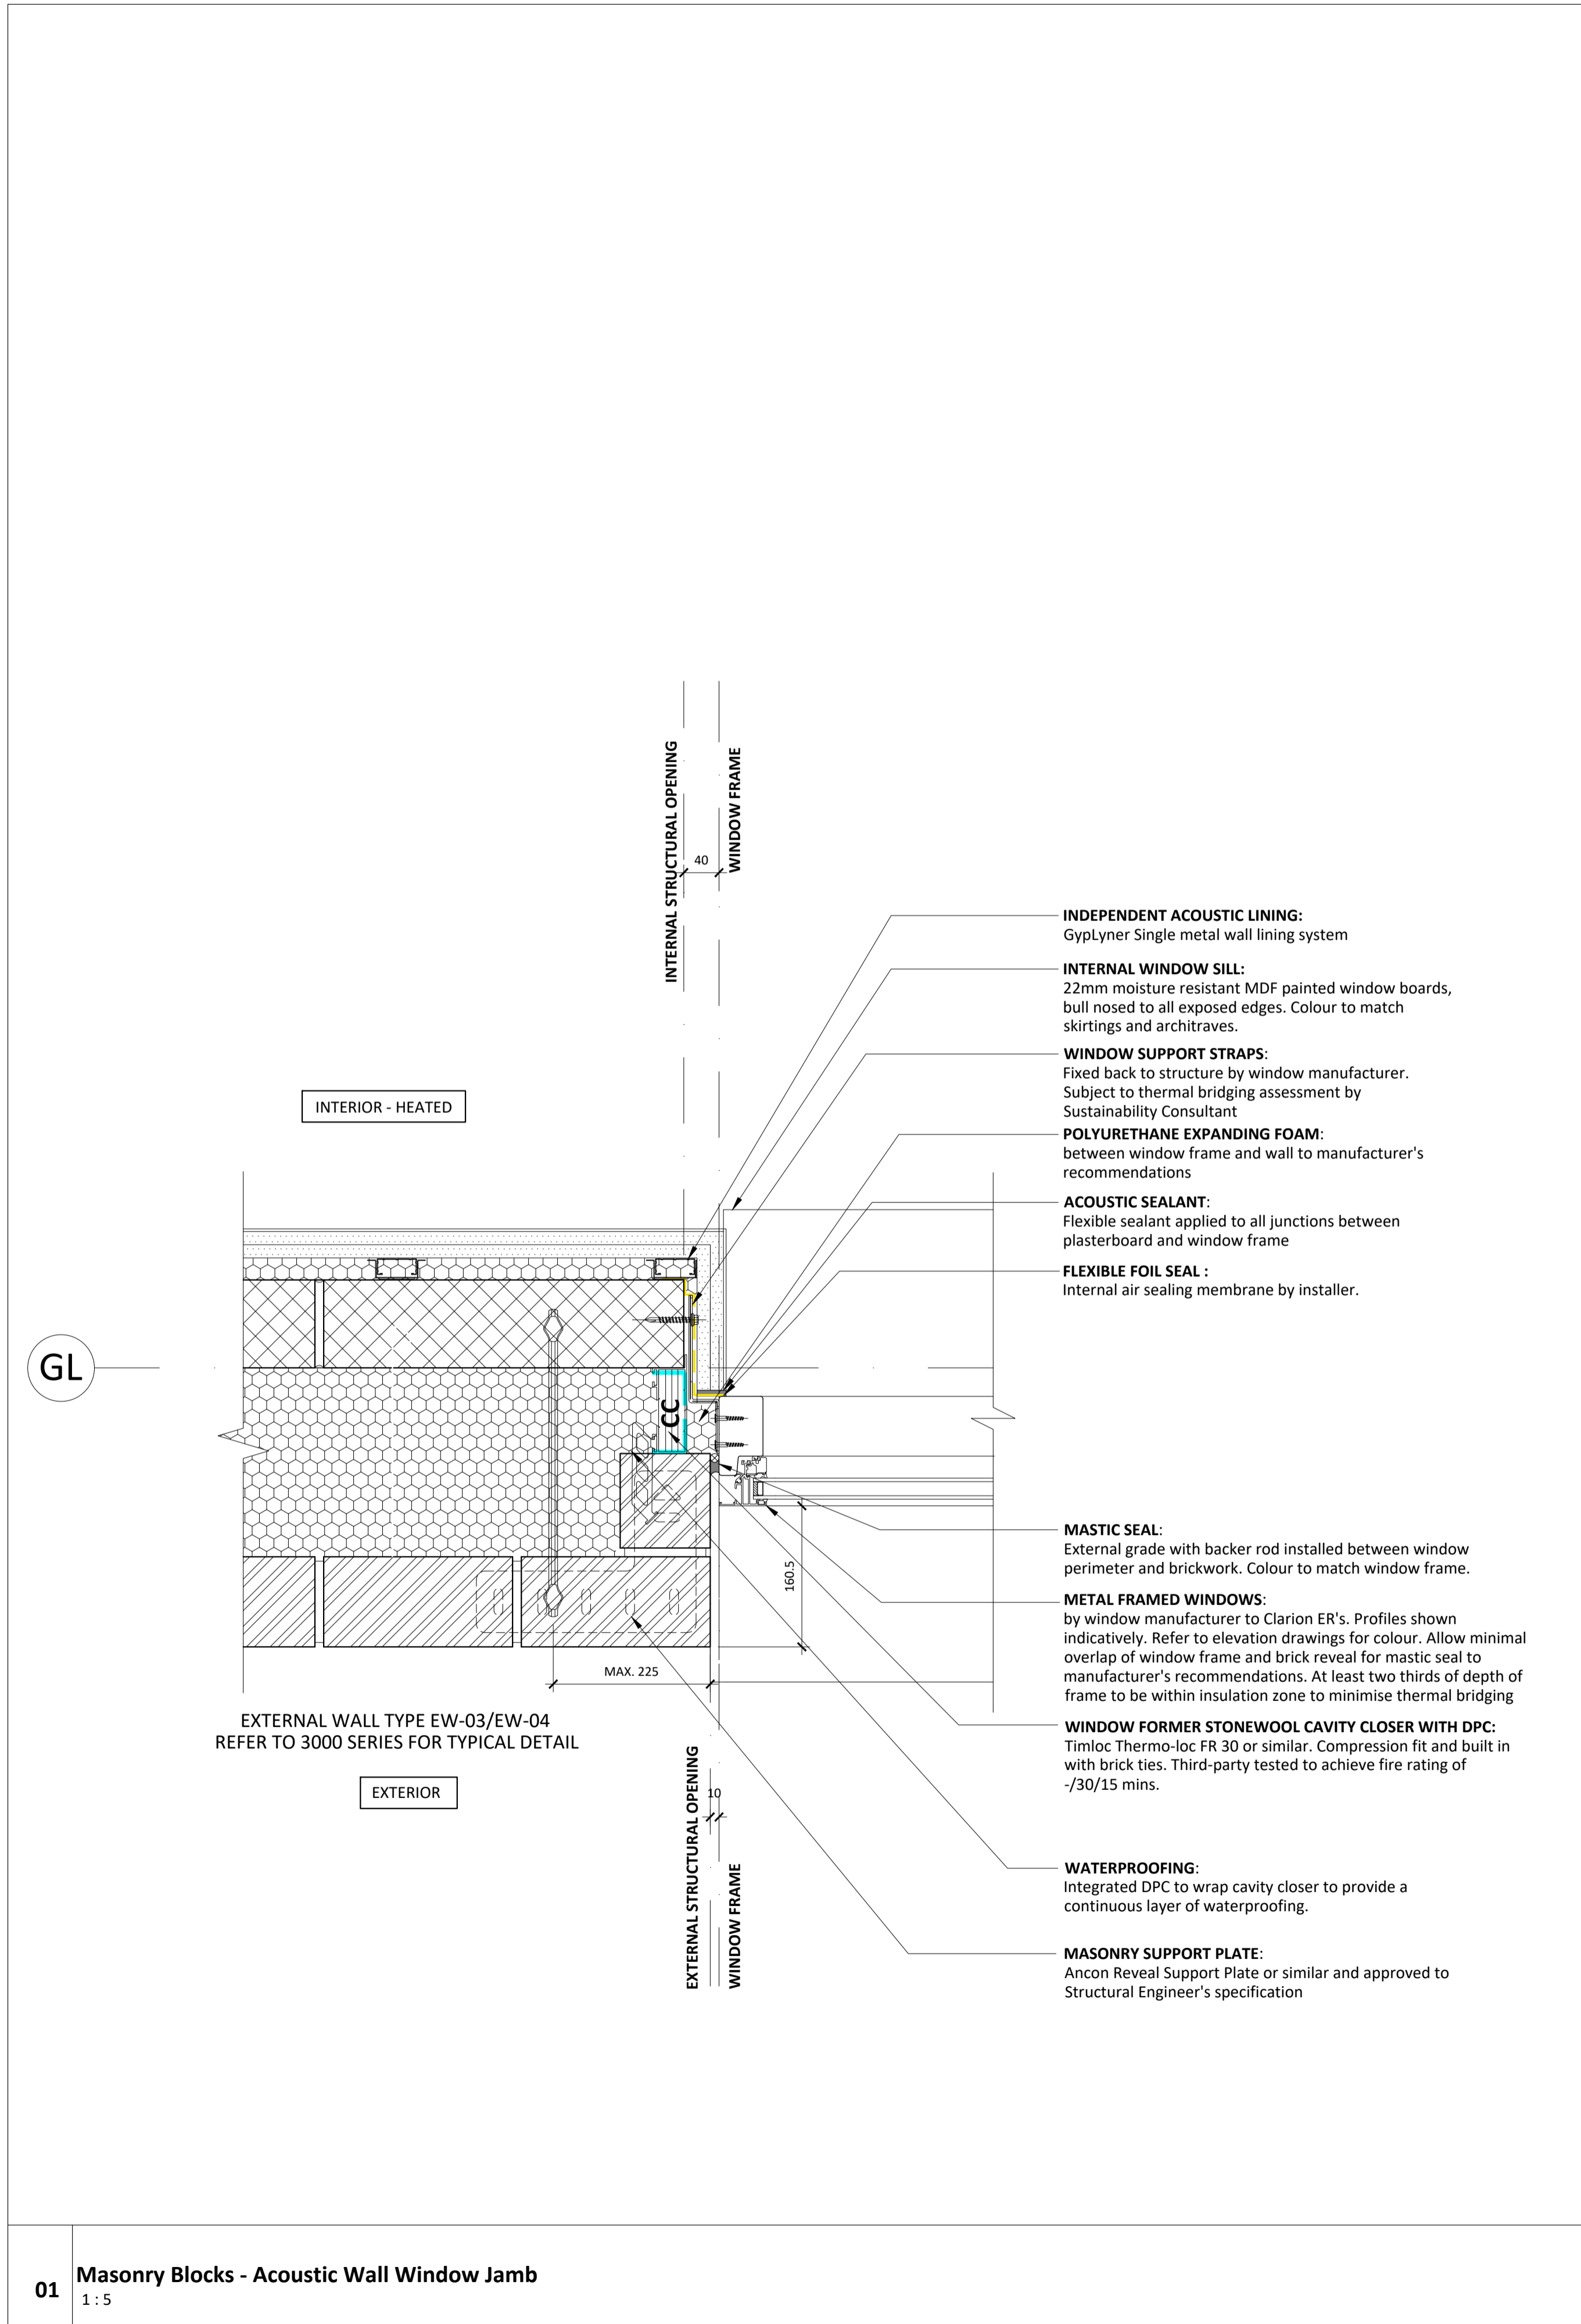 INTERNAL STRUCTURAL OPENING
WINDOW FRAME
40
INDEPENDENT ACOUSTIC LINING:
GypLyner Single metal wall lining system
INTERNAL WINDOW SILL:
22mm moisture resistant MDF painted window boards,
bull nosed to all exposed edges. Colour to match
skirtings and architraves.
WINDOW SUPPORT STRAPS:
Fixed back to structure by window manufacturer.
Subject to thermal bridging assessment by
Sustainability Consultant
POLYURETHANE EXPANDING FOAM:
between window frame and wall to manufacturer's
recommendations
ACOUSTIC SEALANT:
Flexible sealant applied to all junctions between
plasterboard and window frame
FLEXIBLE FOIL SEAL :
Internal air sealing membrane by installer.
INTERIOR - HEATED
GL
CC
160.5
MAX. 225
MASTIC SEAL:
External grade with backer rod installed between window
perimeter and brickwork. Colour to match window frame.
METAL FRAMED WINDOWS:
by window manufacturer to Clarion ER's. Profiles shown
indicatively. Refer to elevation drawings for colour. Allow minimal
overlap of window frame and brick reveal for mastic seal to
manufacturer's recommendations. At least two thirds of depth of
frame to be within insulation zone to minimise thermal bridging
WINDOW FORMER STONEWOOL CAVITY CLOSER WITH DPC:
Timloc Thermo-loc FR 30 or similar. Compression fit and built in
with brick ties. Third-party tested to achieve fire rating of
-/30/15 mins.
WATERPROOFING:
Integrated DPC to wrap cavity closer to provide a
continuous layer of waterproofing.
MASONRY SUPPORT PLATE:
Ancon Reveal Support Plate or similar and approved to
Structural Engineer's specification
EXTERNAL WALL TYPE EW-03/EW-04
REFER TO 3000 SERIES FOR TYPICAL DETAIL
EXTERIOR
EXTERNAL STRUCTURAL OPENING
10
WINDOW FRAME
01
Masonry Blocks - Acoustic Wall Window Jamb
1 : 5